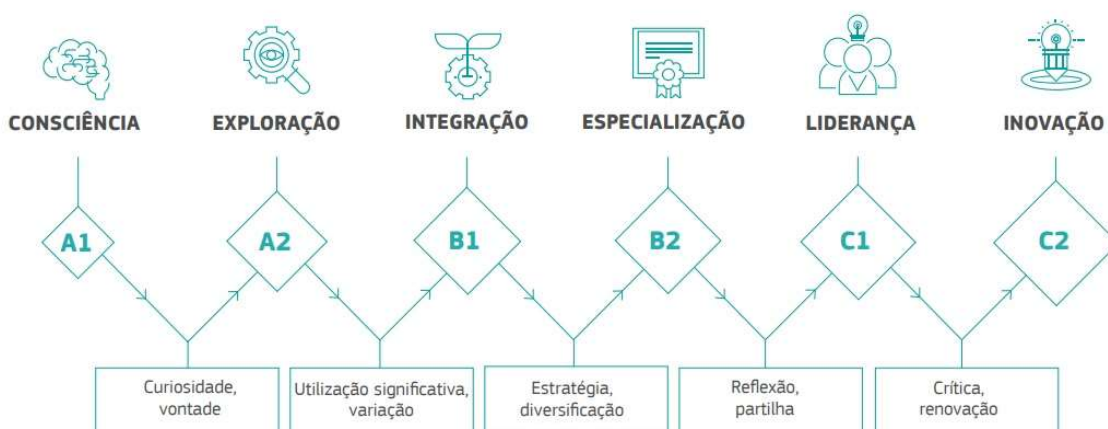 CONSCIÊNCIA
EXPLORAÇÃO
INTEGRAÇÃO
ESPECIALIZAÇÃO
LIDERANÇA
INOVAÇÃO
A1
A2
B1
B2
C1
C2
Curiosidade,
vontade
Utilização significativa,
variação
Estratégia,
diversificação
Reflexão,
partilha
Crítica,
renovação